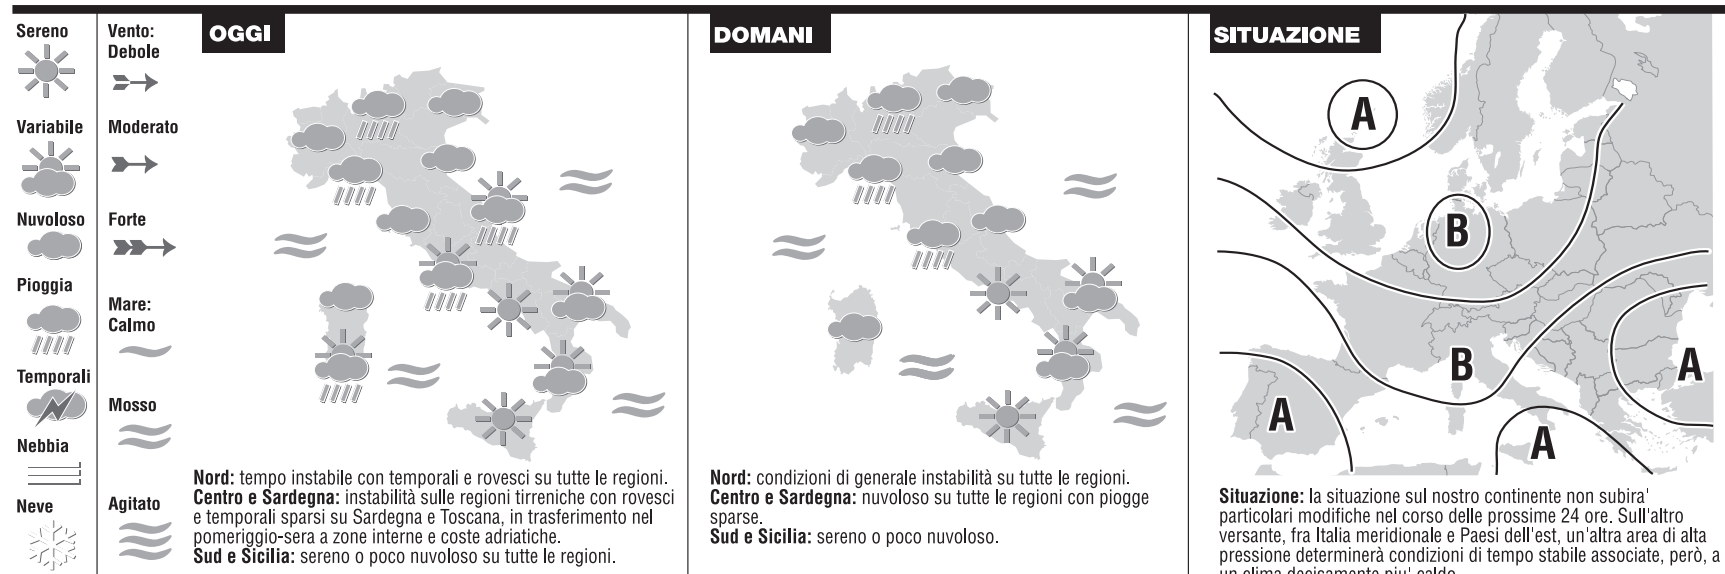 Sereno
Variabile
Nuvoloso
Pioggia
Temporali
Nebbia
Neve
Vento:
Debole
Moderato
Forte
Mare:
Calmo
Mosso
Agitato
OGGI
Nord: tempo instabile con temporali e rovesci su tutte le regioni.
Centro e Sardegna: instabilità sulle regioni tirreniche con rovesci
e temporali sparsi su Sardegna e Toscana, in trasferimento nel
pomeriggio-sera a zone interne e coste adriatiche.
Sud e Sicilia: sereno o poco nuvoloso su tutte le regioni.
DOMANI
Nord: condizioni di generale instabilità su tutte le regioni.
Centro e Sardegna: nuvoloso su tutte le regioni con piogge
sparse.
Sud e Sicilia: sereno o poco nuvoloso.
SITUAZIONE
A
B
B
A
A
A
Situazione: la situazione sul nostro continente non subira'
particolari modifiche nel corso delle prossime 24 ore. Sull'altro
versante, fra Italia meridionale e Paesi dell'est, un'altra area di alta
pressione determinerà condizioni di tempo stabile associate, però, a
un clima decisamente piu' caldo